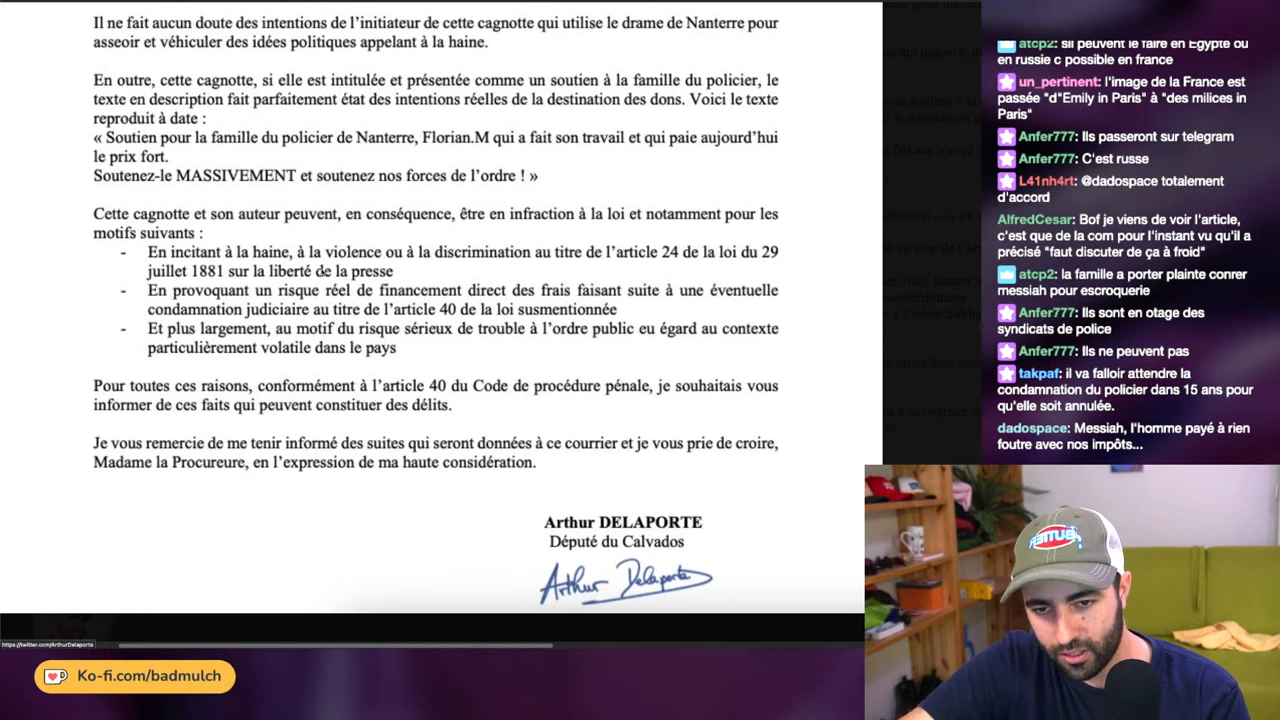 Il ne fait aucun doute des intentions de l'initiateur de cette cagnotte qui utilise le drame de Nanterre pour
asseoir et véhiculer des idées politiques appelant à la haine.
En outre, cette cagnotte, si elle est intitulée et présentée comme un soutien à la famille du policier, le
texte en description fait parfaitement état des intentions réelles de la destination des dons. Voici le texte
reproduit à date :
« Soutien pour la famille du policier de Nanterre, Florian.M qui a fait son travail et qui paie aujourd'hui
le prix fort.
Soutenez-le MASSIVEMENT et soutenez nos forces de l'ordre ! »
Cette cagnotte et son auteur peuvent, en conséquence, être en infraction à la loi et notamment pour les
motifs suivants :
- En incitant à la haine, à la violence ou à la discrimination au titre de l'article 24 de la loi du 29
juillet 1881 sur la liberté de la presse
- En provoquant un risque réel de financement direct des frais faisant suite à une éventuelle
condamnation judiciaire au titre de l'article 40 de la loi susmentionnée
- Et plus largement, au motif du risque sérieux de trouble à l'ordre public eu égard au contexte
particulièrement volatile dans le pays
Pour toutes ces raisons, conformément à l'article 40 du Code de procédure pénale, je souhaitais vous
informer de ces faits qui peuvent constituer des délits.
Je vous remercie de me tenir informé des suites qui seront données à ce courrier et je vous prie de croire,
Madame la Procureure, en l'expression de ma haute considération.
Arthur DELAPORTE
Député du Calvados
Arthur Delaporte
https://twitter.com/ArthurDelaporte
Ko-fi.com/badmulch
atcp2: sil peuvent le faire en Egypte ou
en russie c possible en france
un_pertinent: l'image de la France est
passée "d"Emily in Paris" à "des milices in
Paris"
Anfer777: Ils passeront sur telegram
Anfer777: C'est russe
L41nh4rt: @dadospace totalement
d'accord
AlfredCesar: Bof je viens de voir l'article,
c'est que de la com pour l'instant vu qu'il a
précisé "faut discuter de ça à froid"
atcp2: la famille a porter plainte conrer
messiah pour escroquerie
Anfer777: Ils sont en otage des
syndicats de police
Anfer777: Ils ne peuvent pas
takpaf: il va falloir attendre la
condamnation du policier dans 15 ans pour
qu'elle soit annulée.
dadospace: Messiah, l'homme payé à rien
foutre avec nos impôts...